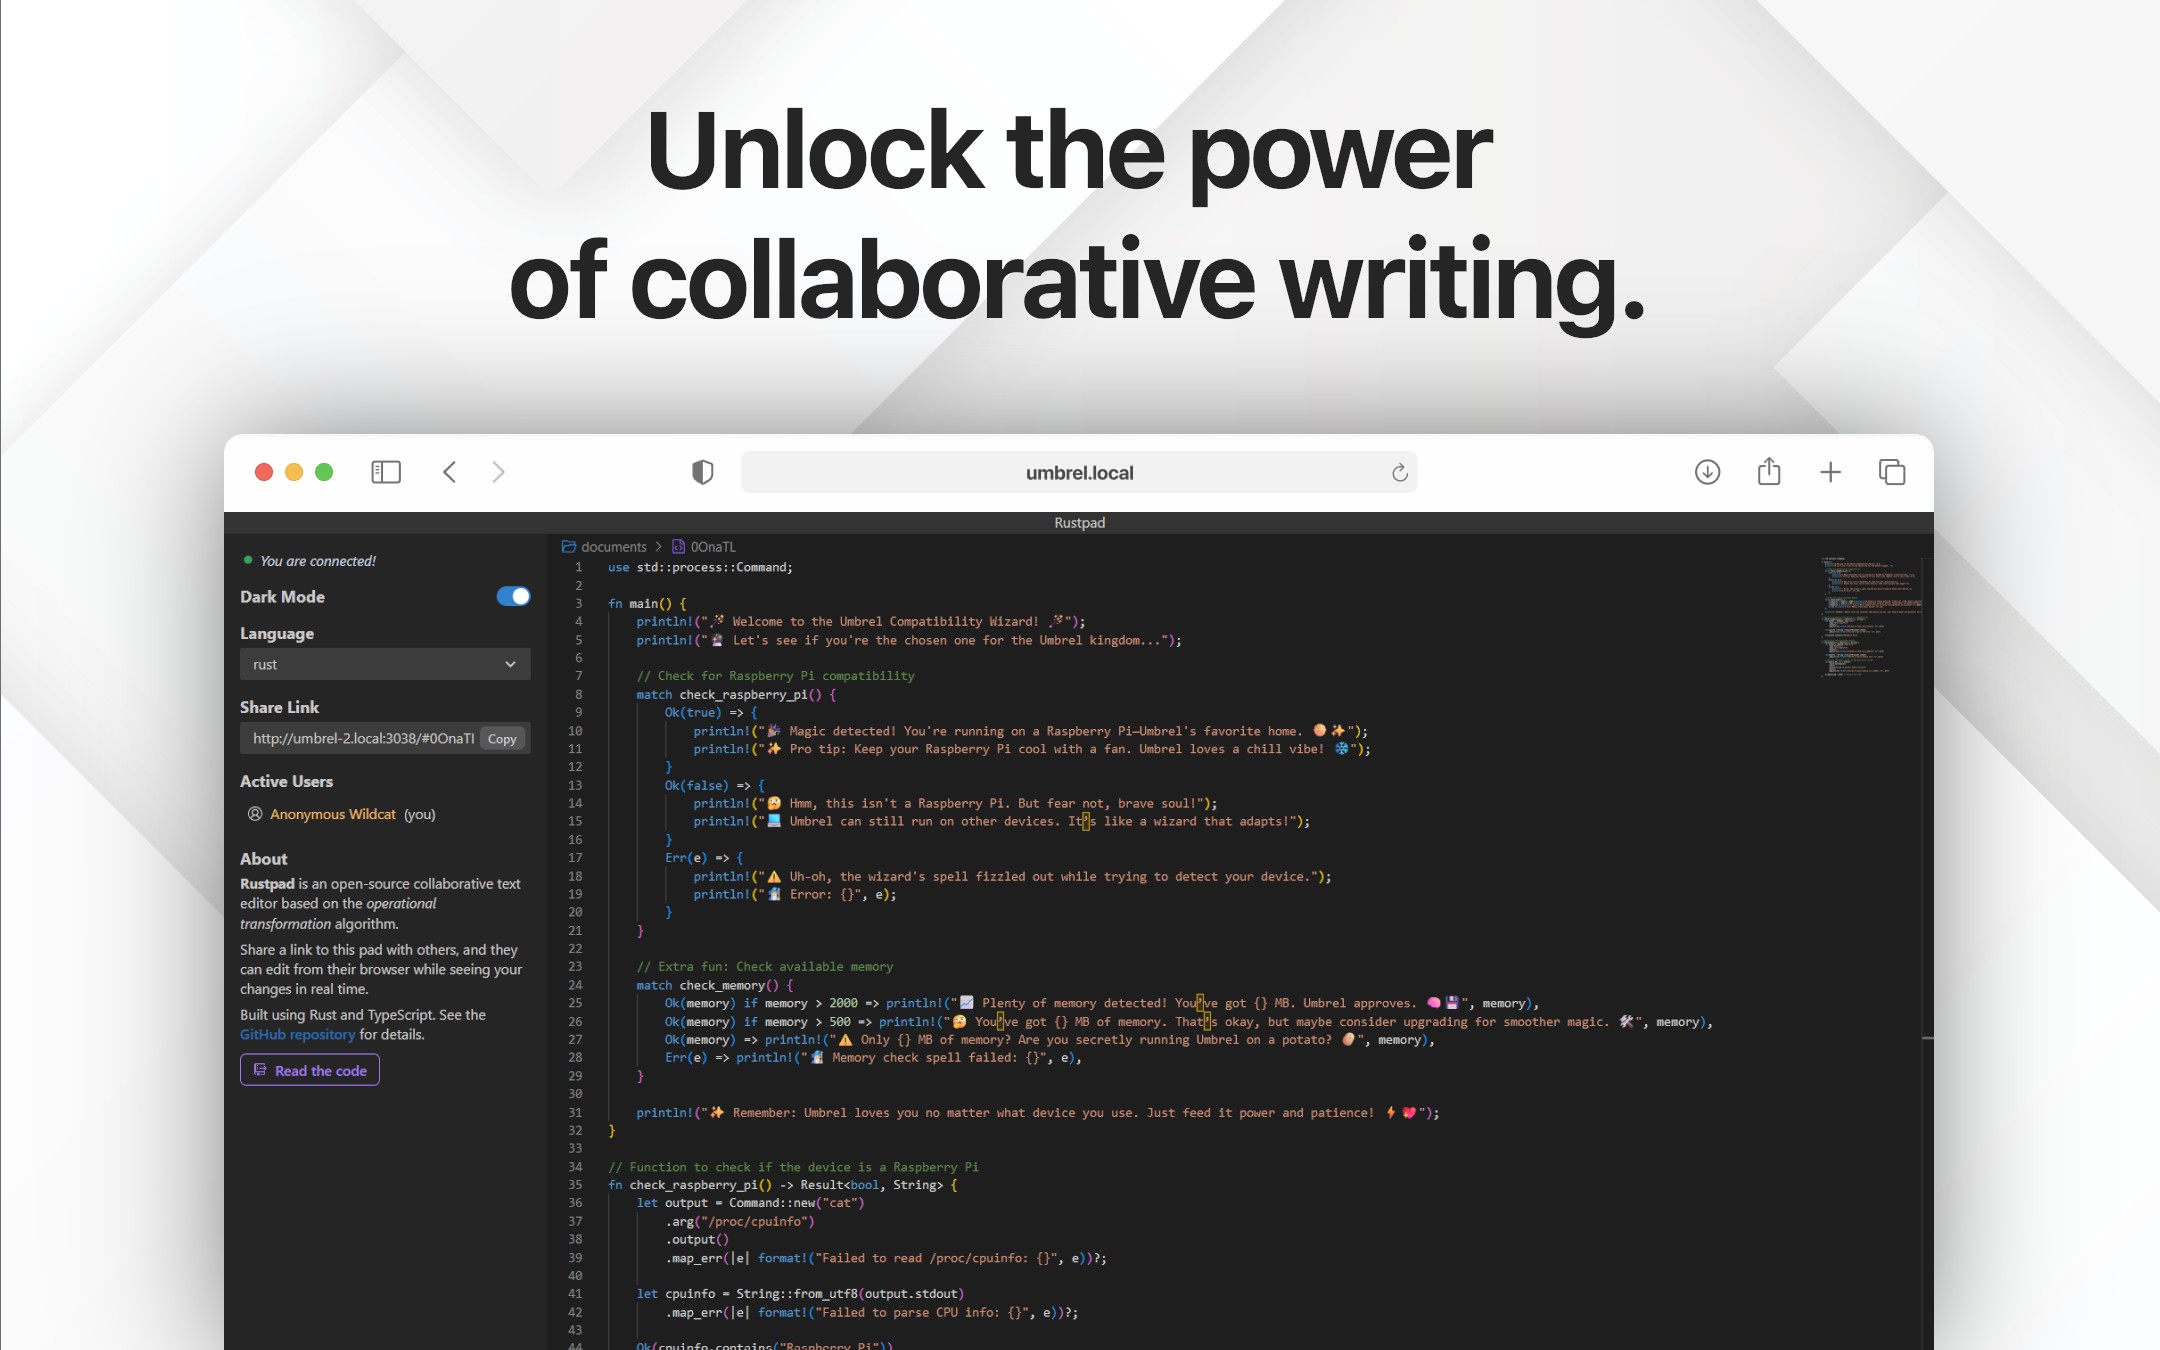 Unlock the power
of collaborative writing.
umbrel.local
Rustpad
You are connected!
Dark Mode
Language
rust
Share Link
http://umbrel-2.local:3038/#0OnaTl
Copy
Active Users
Anonymous Wildcat (you)
About
Rustpad is an open-source collaborative text
editor based on the operational
transformation algorithm.
Share a link to this pad with others, and they
can edit from their browser while seeing your
changes in real time.
Built using Rust and TypeScript. See the
GitHub repository for details.
Read the code
documents > 0OnaTL
1 use std::process::Command;
2
3 fn main() {
4 println!("🪄 Welcome to the Umbrel Compatibility Wizard! 🪄");
5 println!("🔮 Let's see if you're the chosen one for the Umbrel kingdom...");
6
7 // Check for Raspberry Pi compatibility
8 match check_raspberry_pi() {
9 Ok(true) => {
10 println!("🎉 Magic detected! You're running on a Raspberry Pi—Umbrel's favorite home. 🥧✨");
11 println!("✨ Pro tip: Keep your Raspberry Pi cool with a fan. Umbrel loves a chill vibe! ❄️");
12 }
13 Ok(false) => {
14 println!("🤔 Hmm, this isn't a Raspberry Pi. But fear not, brave soul!");
15 println!("💻 Umbrel can still run on other devices. It’s like a wizard that adapts!");
16 }
17 Err(e) => {
18 println!("⚠️ Uh-oh, the wizard's spell fizzled out while trying to detect your device.");
19 println!("🧙 Error: {}", e);
20 }
21 }
22
23 // Extra fun: Check available memory
24 match check_memory() {
25 Ok(memory) if memory > 2000 => println!("📈 Plenty of memory detected! You’ve got {} MB. Umbrel approves. 🧠💾", memory),
26 Ok(memory) if memory > 500 => println!("🤔 You’ve got {} MB of memory. That’s okay, but maybe consider upgrading for smoother magic. 🛠️", memory),
27 Ok(memory) => println!("⚠️ Only {} MB of memory? Are you secretly running Umbrel on a potato? 🥔", memory),
28 Err(e) => println!("🧙 Memory check spell failed: {}", e),
29 }
30
31 println!("✨ Remember: Umbrel loves you no matter what device you use. Just feed it power and patience! ⚡💖");
32 }
33
34 // Function to check if the device is a Raspberry Pi
35 fn check_raspberry_pi() -> Result<bool, String> {
36 let output = Command::new("cat")
37 .arg("/proc/cpuinfo")
38 .output()
39 .map_err(|e| format!("Failed to read /proc/cpuinfo: {}", e))?;
40
41 let cpuinfo = String::from_utf8(output.stdout)
42 .map_err(|e| format!("Failed to parse CPU info: {}", e))?;
43
44 Ok(cpuinfo.contains("Raspberry Pi"))